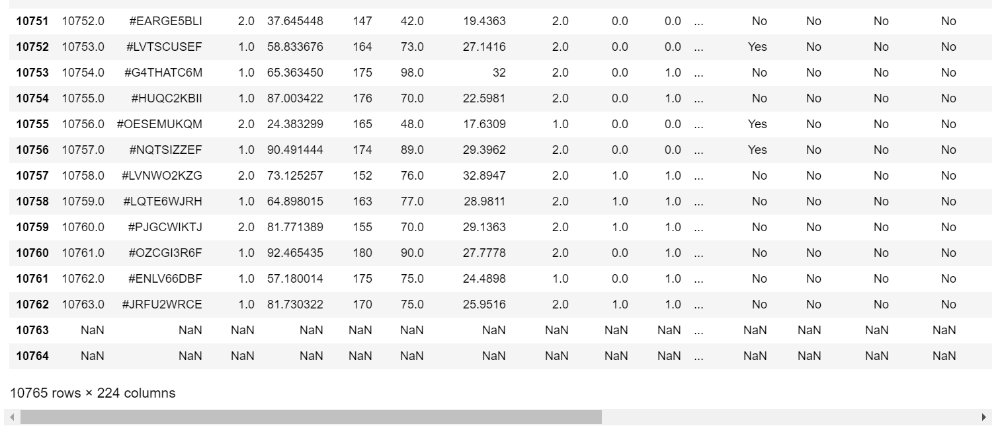 10751 10752.0 #EARGE5BLI 2.0 37.645448 147 42.0 19.4363 2.0 0.0 0.0 ... No No No No
10752 10753.0 #LVTSCUSEF 1.0 58.833676 164 73.0 27.1416 2.0 0.0 0.0 ... Yes No No No
10753 10754.0 #G4THATC6M 1.0 65.363450 175 98.0 32 2.0 0.0 1.0 ... No No No No
10754 10755.0 #HUQC2KBII 1.0 87.003422 176 70.0 22.5981 2.0 0.0 1.0 ... No No No No
10755 10756.0 #OESEMUKQM 2.0 24.383299 165 48.0 17.6309 1.0 0.0 0.0 ... Yes No No No
10756 10757.0 #NQTSIZZEF 1.0 90.491444 174 89.0 29.3962 2.0 0.0 0.0 ... Yes No No No
10757 10758.0 #LVNWO2KZG 2.0 73.125257 152 76.0 32.8947 2.0 1.0 1.0 ... No No No No
10758 10759.0 #LQTE6WJRH 1.0 64.898015 163 77.0 28.9811 2.0 1.0 1.0 ... No No No No
10759 10760.0 #PJGCWIKTJ 2.0 81.771389 155 70.0 29.1363 2.0 1.0 1.0 ... No No No No
10760 10761.0 #OZCGI3R6F 1.0 92.465435 180 90.0 27.7778 2.0 0.0 1.0 ... No No No No
10761 10762.0 #ENLV66DBF 1.0 57.180014 175 75.0 24.4898 1.0 0.0 1.0 ... No No No No
10762 10763.0 #JRFU2WRCE 1.0 81.730322 170 75.0 25.9516 2.0 1.0 1.0 ... No No No No
10763 NaN NaN NaN NaN NaN NaN NaN NaN NaN NaN ... NaN NaN NaN NaN
10764 NaN NaN NaN NaN NaN NaN NaN NaN NaN NaN ... NaN NaN NaN NaN
10765 rows × 224 columns